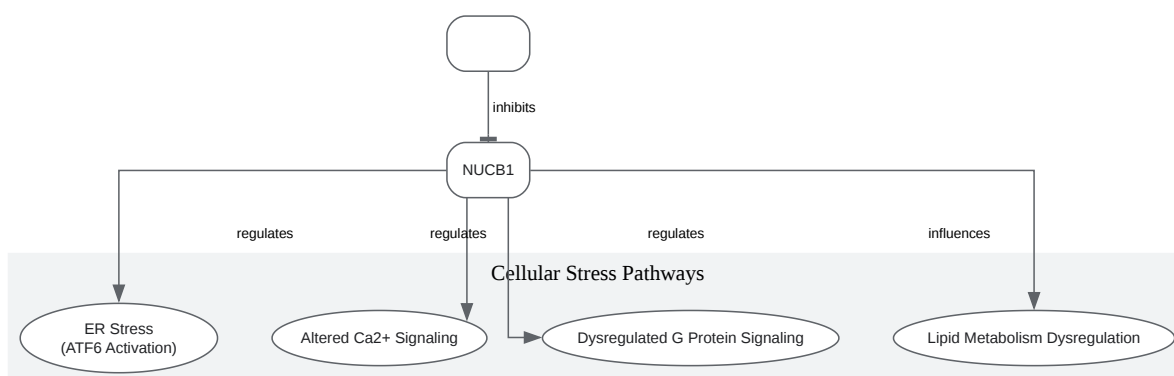 inhibits
NUCB1
regulates
regulates
regulates
influences
Cellular Stress Pathways
ER Stress
(ATF6 Activation)
Altered Ca2+ Signaling
Dysregulated G Protein Signaling
Lipid Metabolism Dysregulation